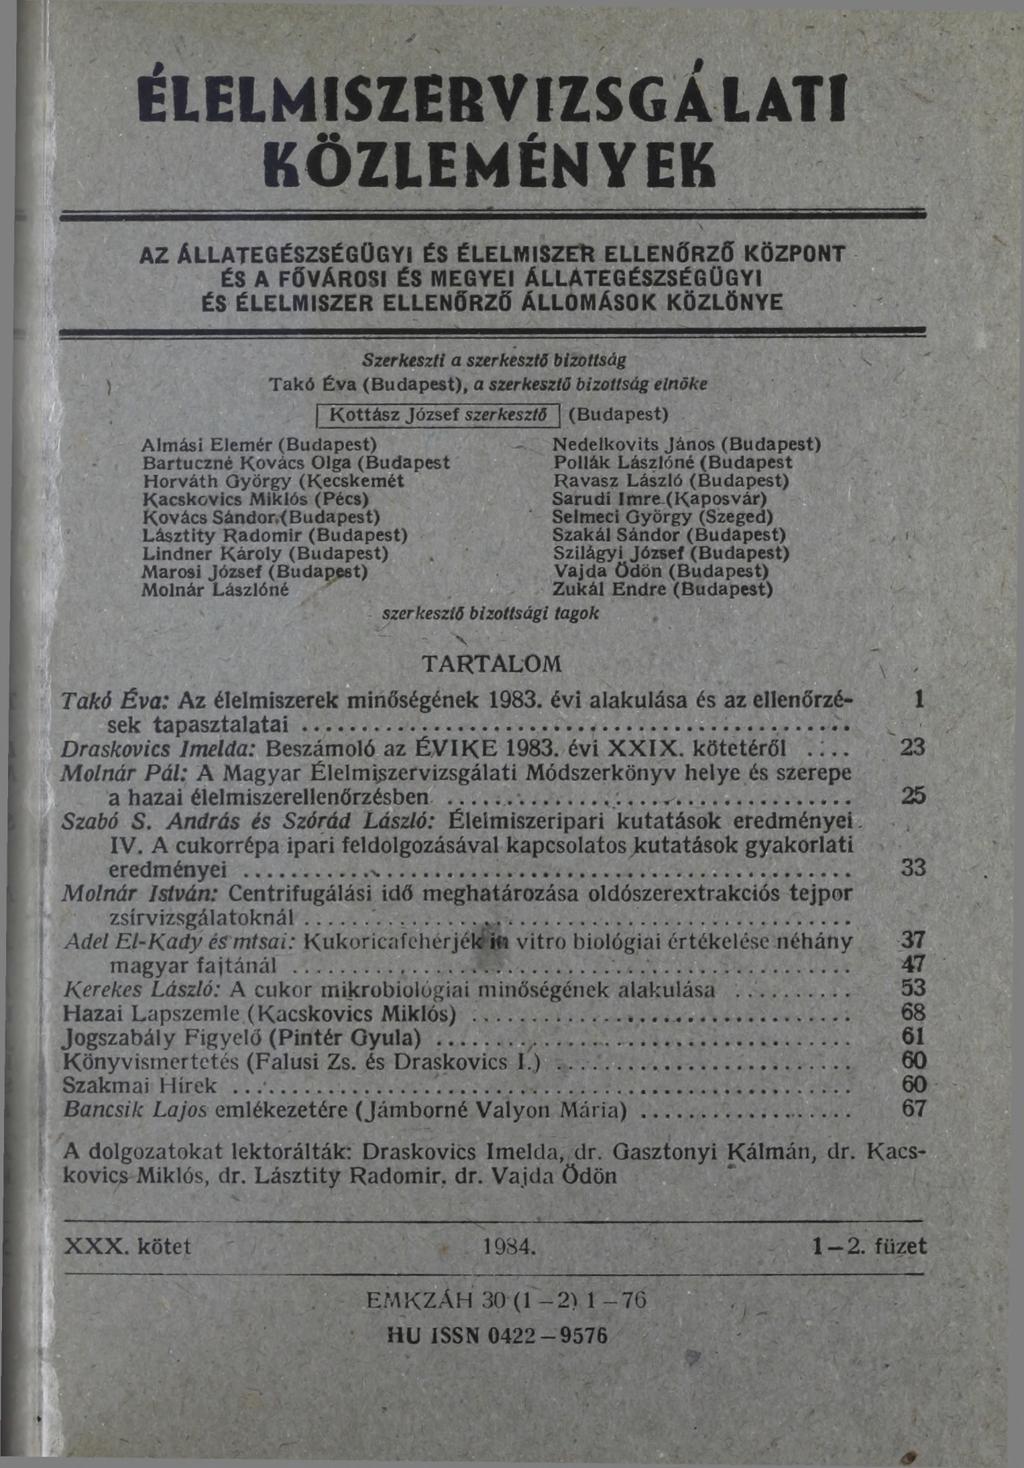 ÉLELMISZERVIZSGÁLATI
KÖZLEMÉNYEK
AZ ÁLLATEGÉSZSÉGÜGYI ÉS ÉLELMISZER ELLENŐRZŐ KÖZPONT
ÉS A FŐVÁROSI ÉS MEGYEI ÁLLATEGÉSZSÉGÜGYI
ÉS ÉLELMISZER ELLENŐRZŐ ÁLLOMÁSOK KÖZLÖNYE
Szerkeszti a szerkesztő bizottság
Takó Éva (Budapest), a szerkesztő bizottság elnöke
Kottász József szerkesztő (Budapest)
Almási Elemér (Budapest)
Bartuczné Kovács Olga (Budapest
Horváth György (Kecskemét
Kacskovics Miklós (Pécs)
Kovács Sándor (Budapest)
Lásztity Radomir (Budapest)
Lindner Károly (Budapest)
Marosi József (Budapest)
Molnár Lászlóné
Nedelkovits János (Budapest)
Pollák Lászlóné (Budapest
Ravasz László (Budapest)
Sarudi Imre (Kaposvár)
Selmeci György (Szeged)
Szakál Sándor (Budapest)
Szilágyi József (Budapest)
Vajda Ödön (Budapest)
Zukál Endre (Budapest)
szerkesztő bizottsági tagok
TARTALOM
Takó Éva: Az élelmiszerek minőségének 1983. évi alakulása és az ellenőrzé- 1
sek tapasztalatai ........
Draskovics Imelda: Beszámoló az ÉVIKE 1983. évi XXIX. kötetéről .... 23
Molnár Pál: A Magyar Élelmiszervizsgálati Módszerkönyv helye és szerepe
a hazai élelmiszerellenőrzésben ........ 25
Szabó S. András és Szórád László: Élelmiszeripari kutatások eredményei
IV. A cukorrépa ipari feldolgozásával kapcsolatos kutatások gyakorlati
eredményei ........ 33
Molnár István: Centrifugálási idő meghatározása oldószerextrakciós tejpor
zsírvizsgálatoknál ........
Adel El-Kady és mtsai: Kukoricafehérjék in vitro biológiai értékelése néhány 37
magyar fajtánál ........ 47
Kerekes László: A cukor mikrobiológiai minőségének alakulása ........ 53
Hazai Lapszemle (Kacskovics Miklós) ........ 68
Jogszabály Figyelő (Pintér Gyula) ........ 61
Könyvismertetés (Falusi Zs. és Draskovics I.) ........ 60
Szakmai Hírek ........ 60
Bancsik Lajos emlékezetére (Jámborné Valyon Mária) ........ 67
A dolgozatokat lektorálták: Draskovics Imelda, dr. Gasztonyi Kálmán, dr. Kacs-
kovics Miklós, dr. Lásztity Radomir, dr. Vajda Ödön
XXX. kötet 1984. 1–2. füzet
EMKZÁH 30 (1–2) 1–76
HU ISSN 0422–9576